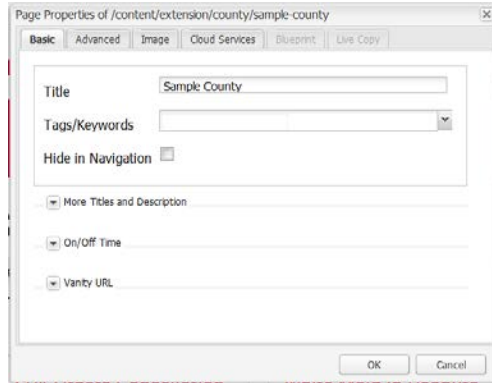 Page Properties of /content/extension/county/sample-county
Basic Advanced Image Cloud Services Blueprint Live Copy
Title Sample County
Tags/Keywords
Hide in Navigation
More Titles and Description
On/Off Time
Vanity URL
OK Cancel